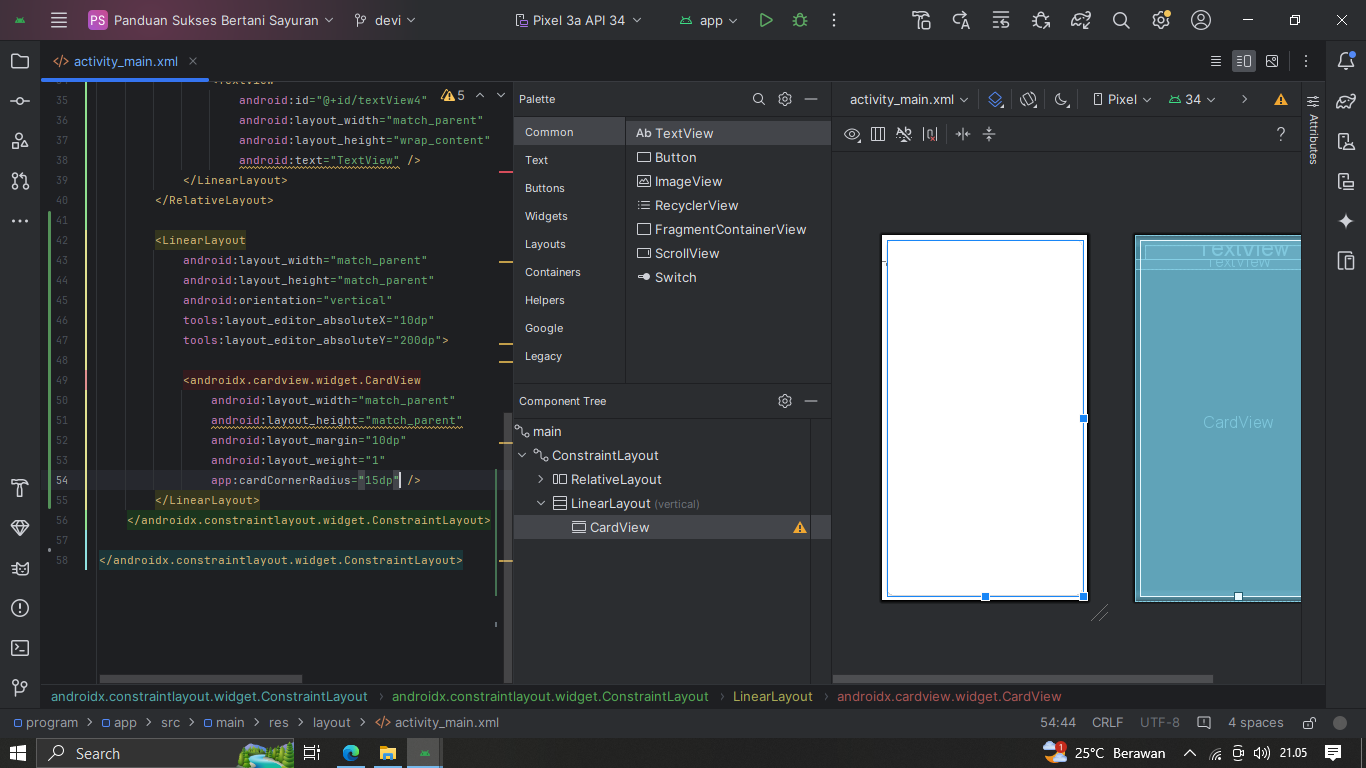 PS Panduan Sukses Bertani Sayuran
devi
Pixel 3a API 34
app
activity_main.xml
35 android:id="@+id/textView4"
5
36 android:layout_width="match_parent"
37 android:layout_height="wrap_content"
38 android:text="TextView" />
39 </LinearLayout>
40 </RelativeLayout>
41
42 <LinearLayout
43 android:layout_width="match_parent"
44 android:layout_height="match_parent"
45 android:orientation="vertical"
46 tools:layout_editor_absoluteX="10dp"
47 tools:layout_editor_absoluteY="200dp">
48
49 <androidx.cardview.widget.CardView
50 android:layout_width="match_parent"
51 android:layout_height="match_parent"
52 android:layout_margin="10dp"
53 android:layout_weight="1"
54 app:cardCornerRadius="15dp" />
55 </LinearLayout>
56 </androidx.constraintlayout.widget.ConstraintLayout>
57
58 </androidx.constraintlayout.widget.ConstraintLayout>
Palette
Common
Text
Buttons
Widgets
Layouts
Containers
Helpers
Google
Legacy
Ab TextView
Button
ImageView
RecyclerView
FragmentContainerView
ScrollView
Switch
Component Tree
main
ConstraintLayout
RelativeLayout
LinearLayout (vertical)
CardView
activity_main.xml
Pixel
34
?
Attributes
TextView
TextView
CardView
androidx.constraintlayout.widget.ConstraintLayout > androidx.constraintlayout.widget.ConstraintLayout > LinearLayout > androidx.cardview.widget.CardView
program > app > src > main > res > layout > activity_main.xml
54:44 CRLF UTF-8 4 spaces
Search
1
25°C Berawan
21.05